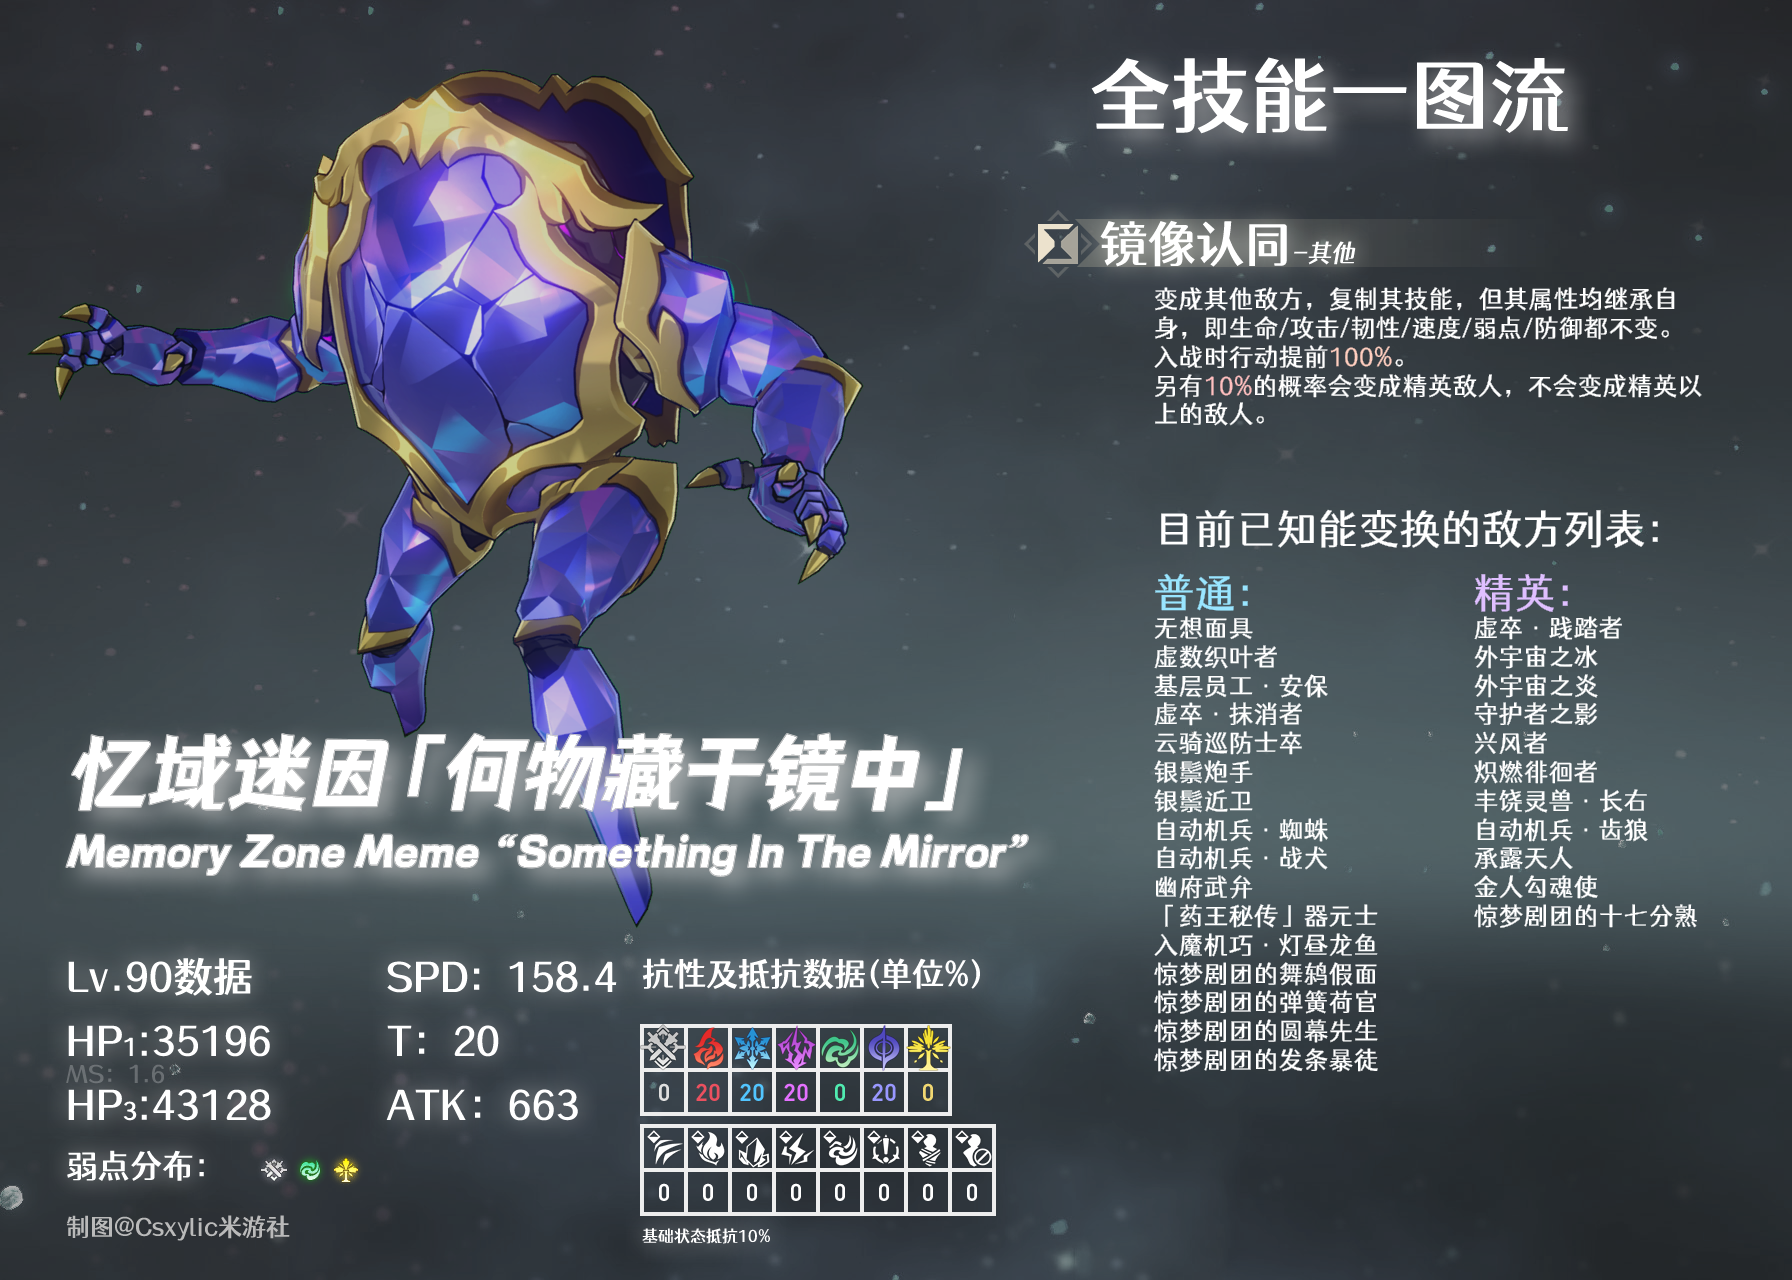 全技能一图流
镜像认同-其他
变成其他敌方，复制其技能，但其属性均继承自
身，即生命/攻击/韧性/速度/弱点/防御都不变。
入战时行动提前100%。
另有10%的概率会变成精英敌人，不会变成精英以
上的敌人。
目前已知能变换的敌方列表：
普通：
无想面具
虚数织叶者
基层员工·安保
虚卒·抹消者
云骑巡防士卒
银鬃炮手
银鬃近卫
自动机兵·蜘蛛
自动机兵·战犬
幽府武弁
「药王秘传」器元士
入魔机巧·灯昼龙鱼
惊梦剧团的舞鸫假面
惊梦剧团的弹簧荷官
惊梦剧团的圆幕先生
惊梦剧团的发条暴徒
精英：
虚卒·践踏者
外宇宙之冰
外宇宙之炎
守护者之影
兴风者
炽燃徘徊者
丰饶灵兽·长右
自动机兵·齿狼
承露天人
金人勾魂使
惊梦剧团的十七分熟
忆域迷因「何物藏于镜中」
Memory Zone Meme “Something In The Mirror”
Lv.90数据
SPD：158.4
HP1:35196
T：20
MS：1.6
HP3:43128
ATK：663
弱点分布：
制图@Csxylic米游社
抗性及抵抗数据(单位%)
0 20 20 20 0 20 0
0 0 0 0 0 0 0 0
基础状态抵抗10%